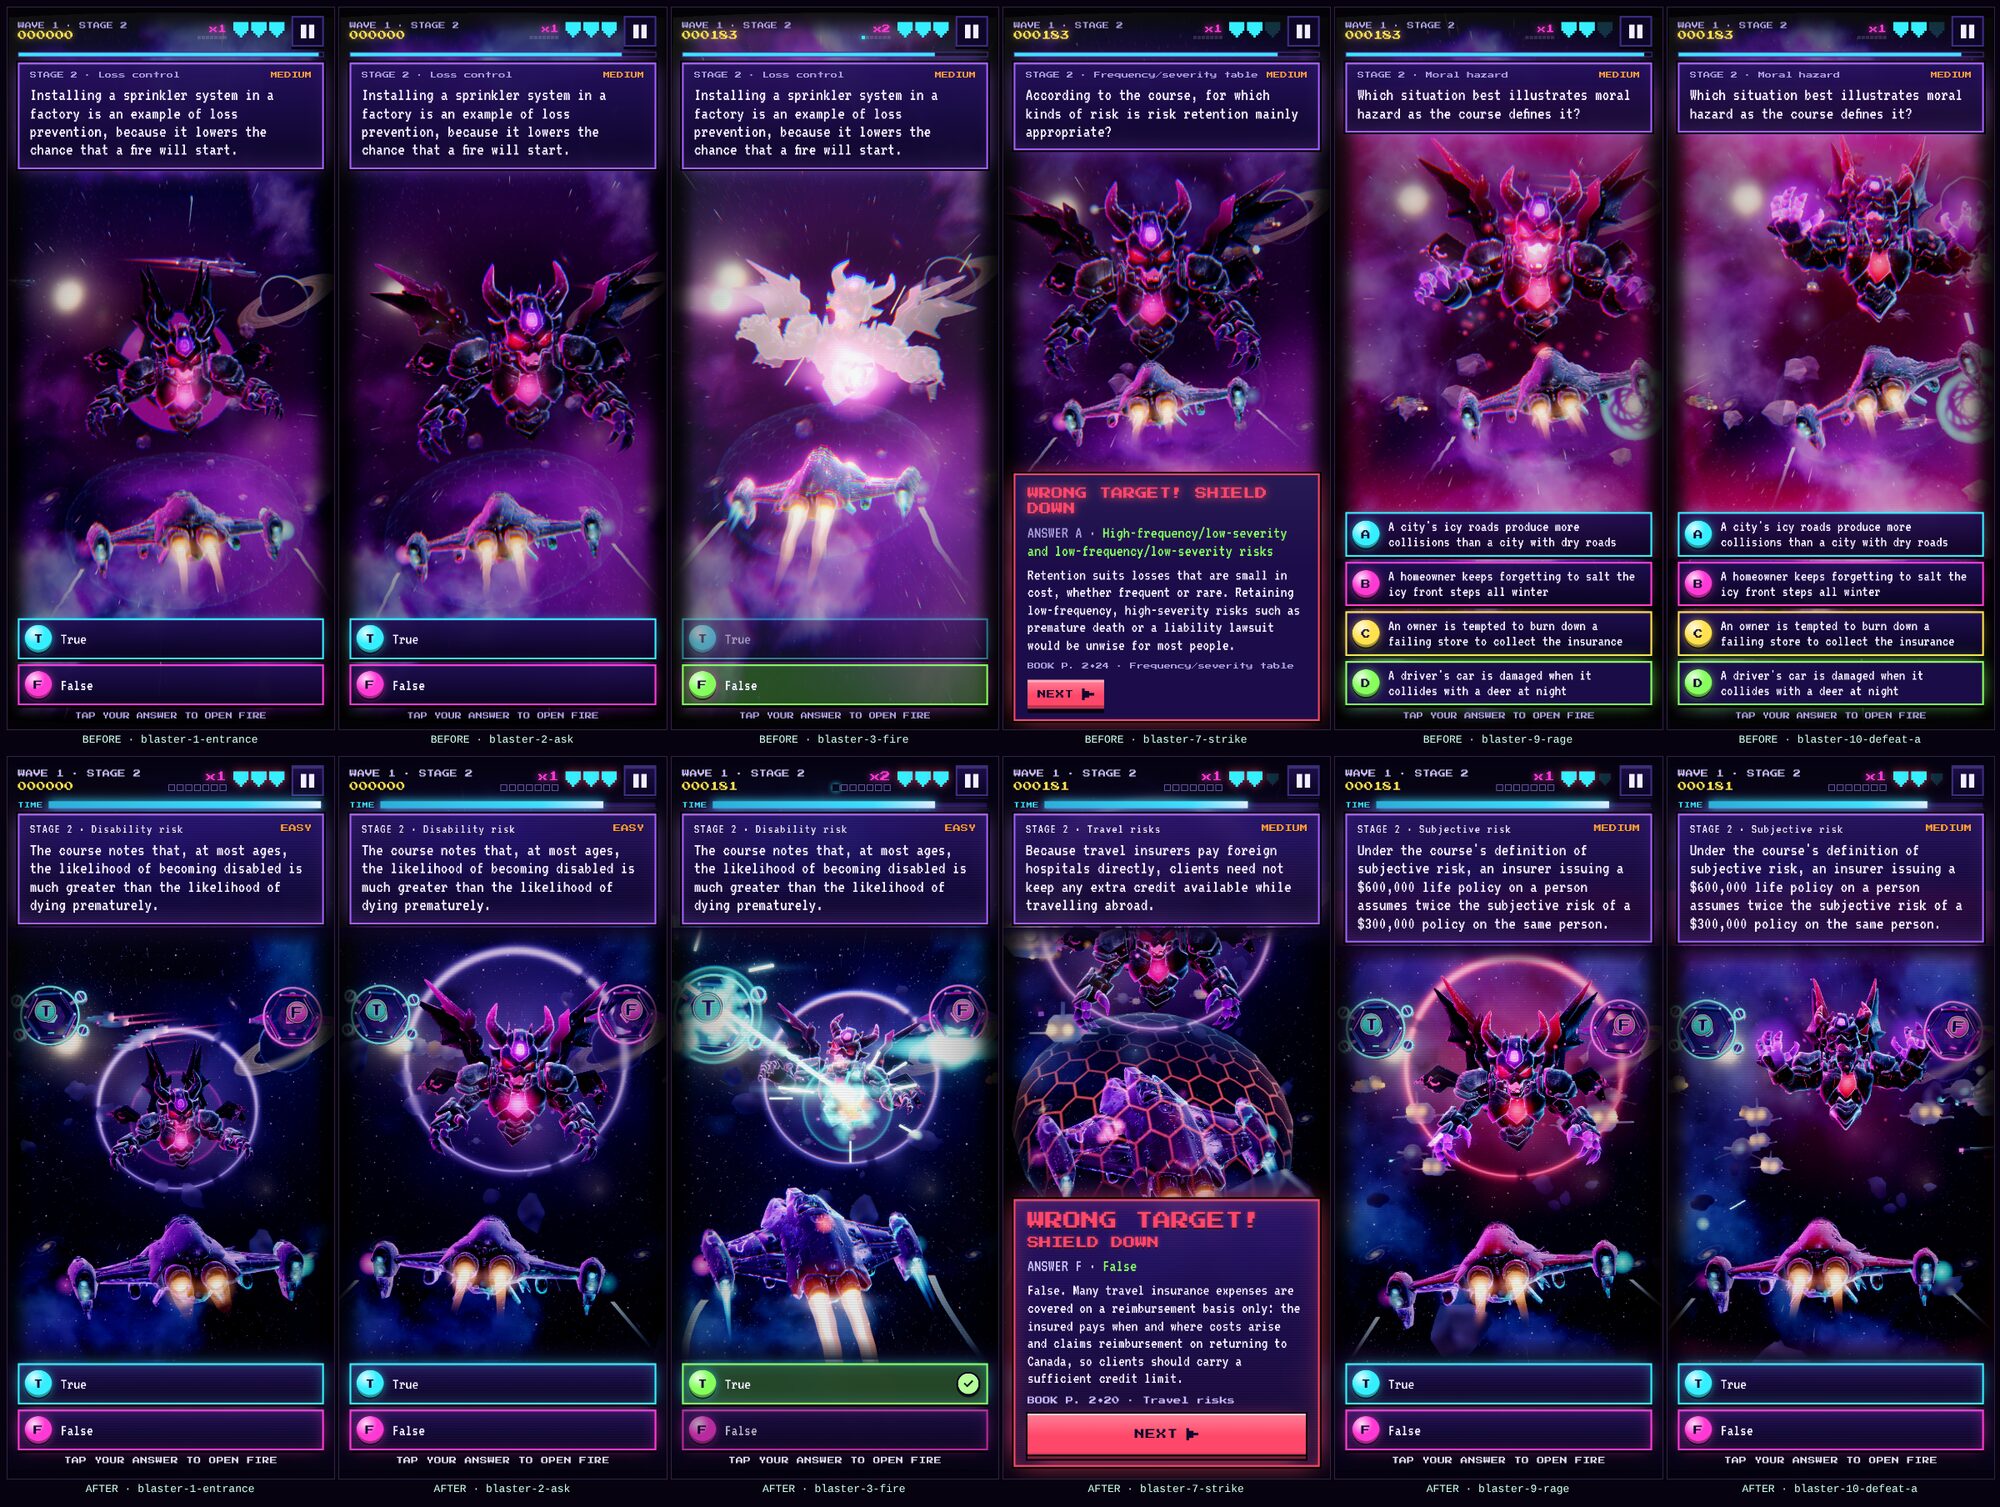 WAVE 1 · STAGE 2
000000
x1
STAGE 2 · Loss control
MEDIUM
Installing a sprinkler system in a
factory is an example of loss
prevention, because it lowers the
chance that a fire will start.
T
True
F
False
TAP YOUR ANSWER TO OPEN FIRE
BEFORE · blaster-1-entrance
WAVE 1 · STAGE 2
000000
x1
STAGE 2 · Loss control
MEDIUM
Installing a sprinkler system in a
factory is an example of loss
prevention, because it lowers the
chance that a fire will start.
T
True
F
False
TAP YOUR ANSWER TO OPEN FIRE
BEFORE · blaster-2-ask
WAVE 1 · STAGE 2
000183
x2
STAGE 2 · Loss control
MEDIUM
Installing a sprinkler system in a
factory is an example of loss
prevention, because it lowers the
chance that a fire will start.
T
True
F
False
TAP YOUR ANSWER TO OPEN FIRE
BEFORE · blaster-3-fire
WAVE 1 · STAGE 2
000183
x1
STAGE 2 · Frequency/severity table
MEDIUM
According to the course, for which
kinds of risk is risk retention mainly
appropriate?
WRONG TARGET! SHIELD
DOWN
ANSWER A · High-frequency/low-severity
and low-frequency/low-severity risks
Retention suits losses that are small in
cost, whether frequent or rare. Retaining
low-frequency, high-severity risks such as
premature death or a liability lawsuit
would be unwise for most people.
BOOK P. 2•24 · Frequency/severity table
NEXT
BEFORE · blaster-7-strike
WAVE 1 · STAGE 2
000183
x1
STAGE 2 · Moral hazard
MEDIUM
Which situation best illustrates moral
hazard as the course defines it?
A
A city's icy roads produce more
collisions than a city with dry roads
B
A homeowner keeps forgetting to salt the
icy front steps all winter
C
An owner is tempted to burn down a
failing store to collect the insurance
D
A driver's car is damaged when it
collides with a deer at night
TAP YOUR ANSWER TO OPEN FIRE
BEFORE · blaster-9-rage
WAVE 1 · STAGE 2
000183
x1
STAGE 2 · Moral hazard
MEDIUM
Which situation best illustrates moral
hazard as the course defines it?
A
A city's icy roads produce more
collisions than a city with dry roads
B
A homeowner keeps forgetting to salt the
icy front steps all winter
C
An owner is tempted to burn down a
failing store to collect the insurance
D
A driver's car is damaged when it
collides with a deer at night
TAP YOUR ANSWER TO OPEN FIRE
BEFORE · blaster-10-defeat-a
WAVE 1 · STAGE 2
000000
x1
TIME
STAGE 2 · Disability risk
EASY
The course notes that, at most ages,
the likelihood of becoming disabled is
much greater than the likelihood of
dying prematurely.
T
F
T
True
F
False
TAP YOUR ANSWER TO OPEN FIRE
AFTER · blaster-1-entrance
WAVE 1 · STAGE 2
000000
x1
TIME
STAGE 2 · Disability risk
EASY
The course notes that, at most ages,
the likelihood of becoming disabled is
much greater than the likelihood of
dying prematurely.
T
F
T
True
F
False
TAP YOUR ANSWER TO OPEN FIRE
AFTER · blaster-2-ask
WAVE 1 · STAGE 2
000181
x2
TIME
STAGE 2 · Disability risk
EASY
The course notes that, at most ages,
the likelihood of becoming disabled is
much greater than the likelihood of
dying prematurely.
T
F
T
True
F
False
TAP YOUR ANSWER TO OPEN FIRE
AFTER · blaster-3-fire
WAVE 1 · STAGE 2
000181
x1
TIME
STAGE 2 · Travel risks
MEDIUM
Because travel insurers pay foreign
hospitals directly, clients need not
keep any extra credit available while
travelling abroad.
WRONG TARGET!
SHIELD DOWN
ANSWER F · False
False. Many travel insurance expenses are
covered on a reimbursement basis only: the
insured pays when and where costs arise
and claims reimbursement on returning to
Canada, so clients should carry a
sufficient credit limit.
BOOK P. 2•20 · Travel risks
NEXT
AFTER · blaster-7-strike
WAVE 1 · STAGE 2
000181
x1
TIME
STAGE 2 · Subjective risk
MEDIUM
Under the course's definition of
subjective risk, an insurer issuing a
$600,000 life policy on a person
assumes twice the subjective risk of a
$300,000 policy on the same person.
T
F
T
True
F
False
TAP YOUR ANSWER TO OPEN FIRE
AFTER · blaster-9-rage
WAVE 1 · STAGE 2
000181
x1
TIME
STAGE 2 · Subjective risk
MEDIUM
Under the course's definition of
subjective risk, an insurer issuing a
$600,000 life policy on a person
assumes twice the subjective risk of a
$300,000 policy on the same person.
T
F
T
True
F
False
TAP YOUR ANSWER TO OPEN FIRE
AFTER · blaster-10-defeat-a